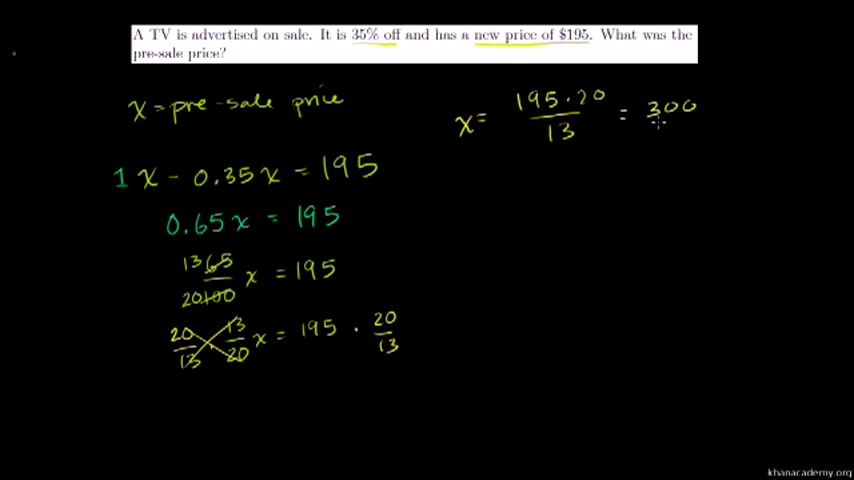 A TV is advertised on sale. It is 35% off and has a new price of $195. What was the
pre-sale price?
x = pre-sale price
x = 195·20/13 = 300
1x - 0.35x = 195
0.65x = 195
13 65/20 100 x = 195
20/13 · 13/20 x = 195 · 20/13
khanacademy.org